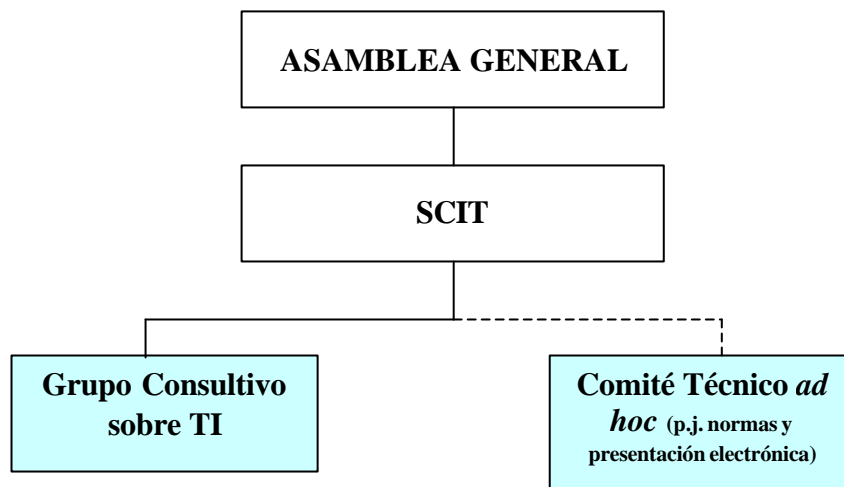 ASAMBLEA GENERAL
SCIT
Grupo Consultivo
sobre TI
Comité Técnico ad
hoc (p.j. normas y
presentación electrónica)